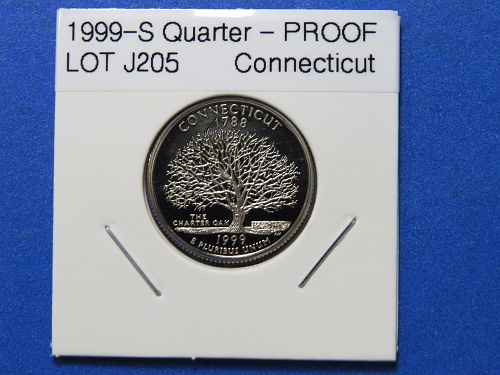 1999-S Quarter - PROOF
LOT J205 Connecticut
CONNECTICUT
1788
THE
CHARTER OAK
1999
E PLURIBUS UNUM